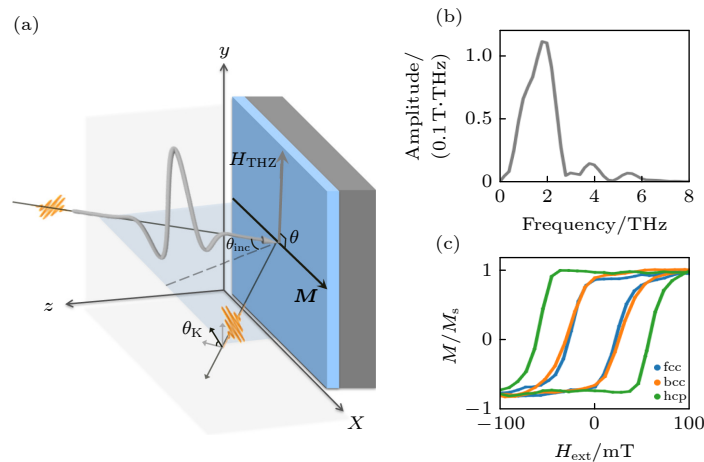 (a)
y
H_THZ
θ_inc
θ
M
z
θ_K
X
(b)
Amplitude/
(0.1 T·THz)
1.0
0.5
0
0 2 4 6 8
Frequency/THz
(c)
M/M_s
1
0
−1
fcc
bcc
hcp
−100 0 100
H_ext/mT